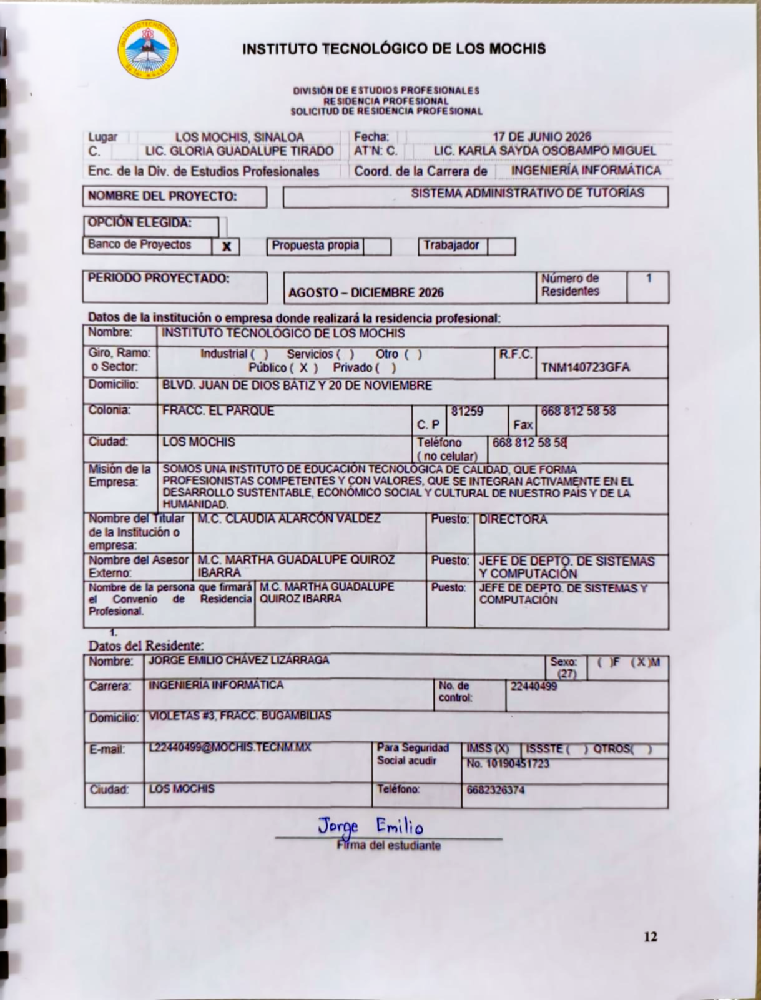 INSTITUTO TECNOLÓGICO DE LOS MOCHIS
DIVISIÓN DE ESTUDIOS PROFESIONALES
RESIDENCIA PROFESIONAL
SOLICITUD DE RESIDENCIA PROFESIONAL
Lugar LOS MOCHIS, SINALOA Fecha: 17 DE JUNIO 2026
C. LIC. GLORIA GUADALUPE TIRADO AT'N: C. LIC. KARLA SAYDA OSOBAMPO MIGUEL
Enc. de la Div. de Estudios Profesionales Coord. de la Carrera de INGENIERÍA INFORMÁTICA
NOMBRE DEL PROYECTO: SISTEMA ADMINISTRATIVO DE TUTORÍAS
OPCIÓN ELEGIDA:
Banco de Proyectos X Propuesta propia Trabajador
PERIODO PROYECTADO: AGOSTO – DICIEMBRE 2026 Número de Residentes 1
Datos de la institución o empresa donde realizará la residencia profesional:
Nombre: INSTITUTO TECNOLÓGICO DE LOS MOCHIS
Giro, Ramo: Industrial ( ) Servicios ( ) Otro ( ) R.F.C.
o Sector: Público ( X ) Privado ( ) TNM140723GFA
Domicilio: BLVD. JUAN DE DIOS BÁTIZ Y 20 DE NOVIEMBRE
Colonia: FRACC. EL PARQUE C. P 81259 Fax 668 812 58 58
Ciudad: LOS MOCHIS Teléfono ( no celular) 668 812 58 58
Misión de la Empresa: SOMOS UNA INSTITUTO DE EDUCACIÓN TECNOLÓGICA DE CALIDAD, QUE FORMA
PROFESIONISTAS COMPETENTES Y CON VALORES, QUE SE INTEGRAN ACTIVAMENTE EN EL
DESARROLLO SUSTENTABLE, ECONÓMICO SOCIAL Y CULTURAL DE NUESTRO PAÍS Y DE LA
HUMANIDAD.
Nombre del Titular de la Institución o empresa: M.C. CLAUDIA ALARCÓN VALDEZ Puesto: DIRECTORA
Nombre del Asesor Externo: M.C. MARTHA GUADALUPE QUIROZ IBARRA Puesto: JEFE DE DEPTO. DE SISTEMAS Y COMPUTACIÓN
Nombre de la persona que firmará el Convenio de Residencia Profesional. M.C. MARTHA GUADALUPE QUIROZ IBARRA Puesto: JEFE DE DEPTO. DE SISTEMAS Y COMPUTACIÓN
1.
Datos del Residente:
Nombre: JORGE EMILIO CHÁVEZ LIZÁRRAGA Sexo: (27) ( )F (X)M
Carrera: INGENIERÍA INFORMÁTICA No. de control: 22440499
Domicilio: VIOLETAS #3, FRACC. BUGAMBILIAS
E-mail: L22440499@MOCHIS.TECNM.MX Para Seguridad Social acudir IMSS (X) ISSSTE ( ) OTROS( )
No. 10190451723
Ciudad: LOS MOCHIS Teléfono: 6682326374
Jorge Emilio
Firma del estudiante
12